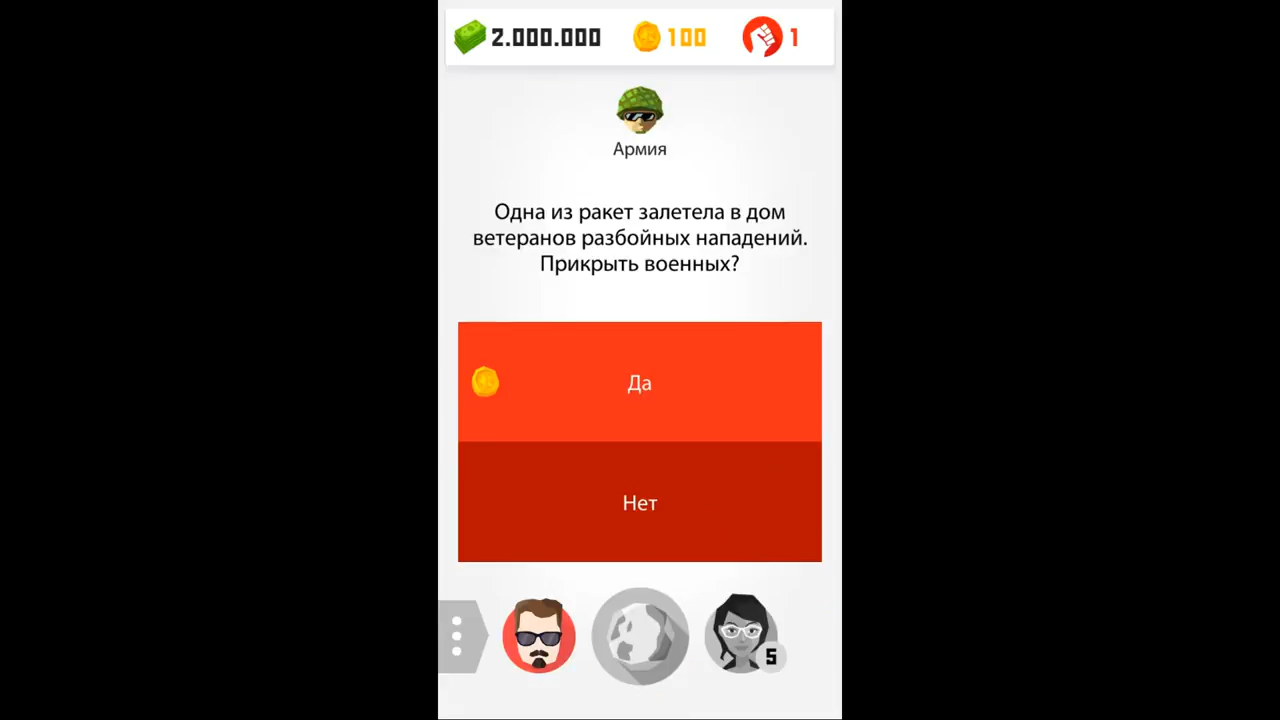 2.000.000 100 1
Армия
Одна из ракет залетела в дом
ветеранов разбойных нападений.
Прикрыть военных?
Да
Нет
5